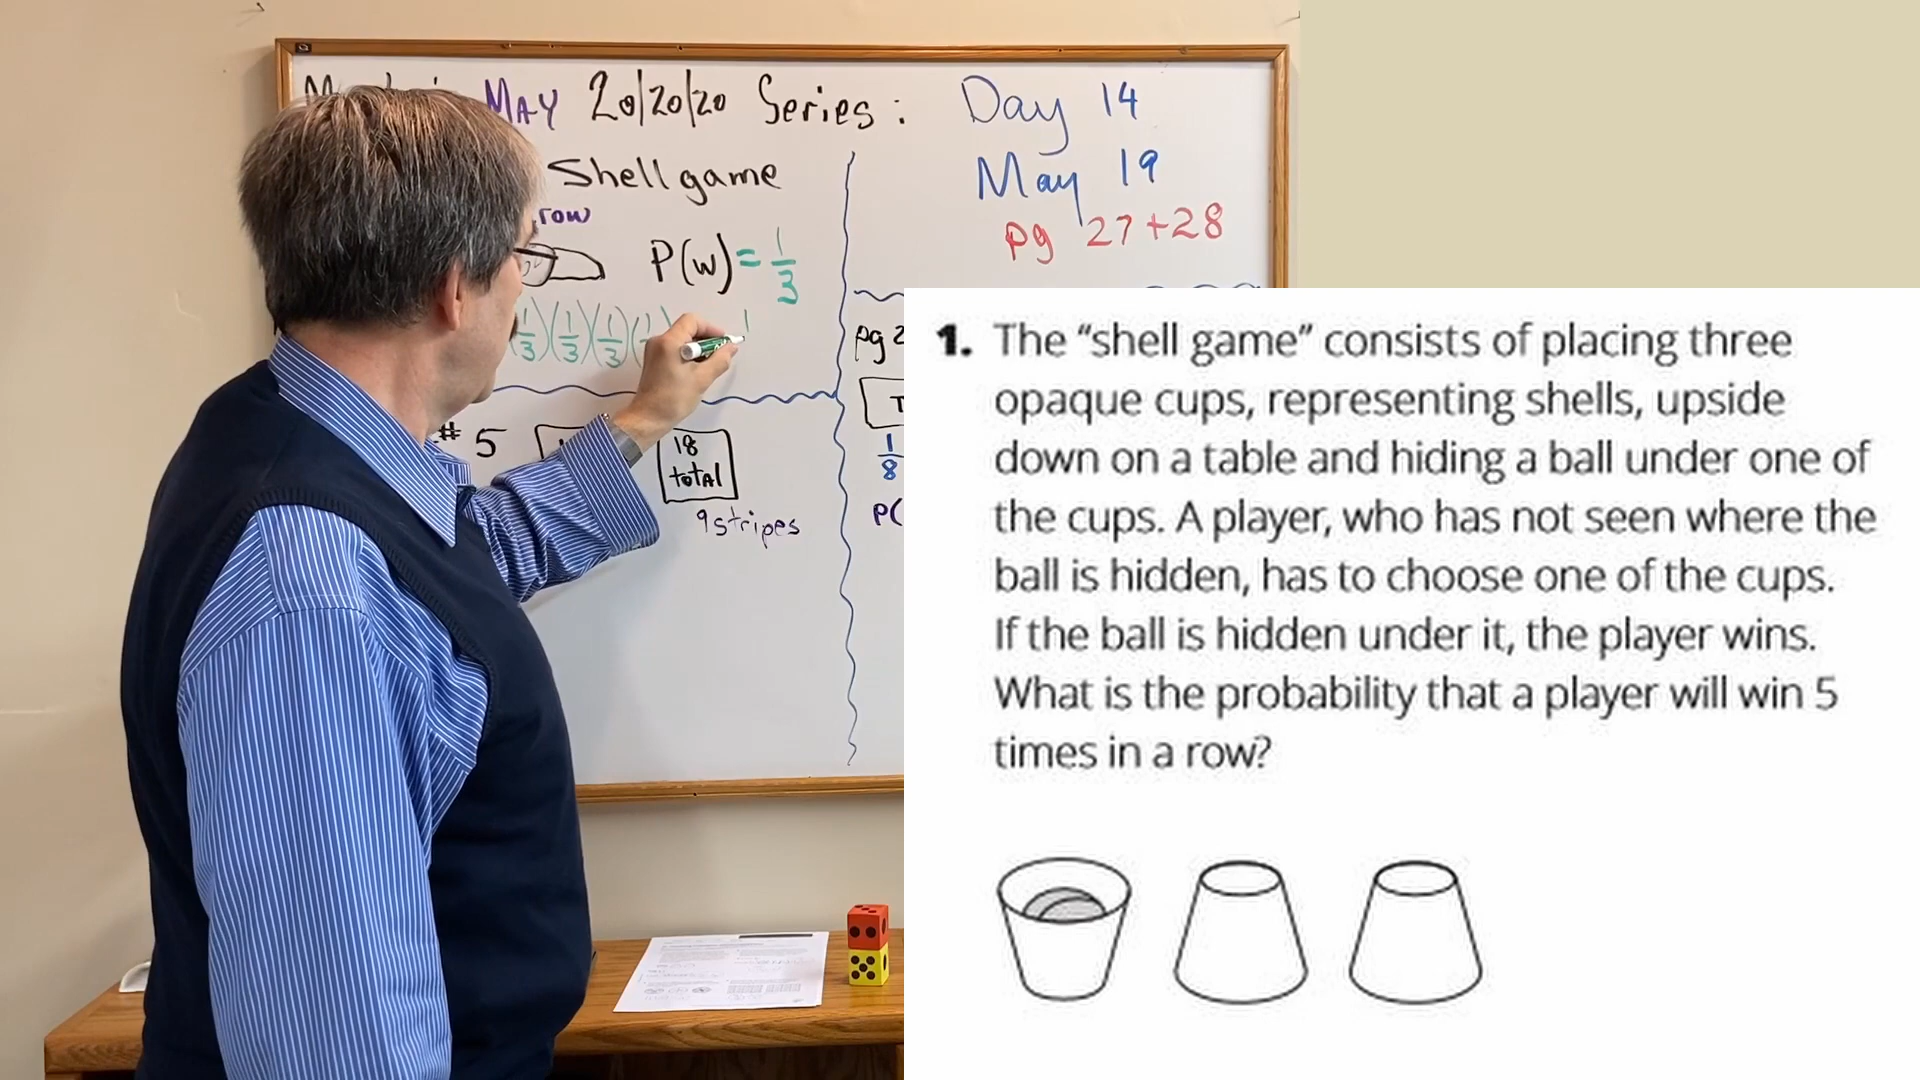 MAY 20/20/20 Series:
Day 14
May 19
pg 27+28
Shell game
row
P(w) = 1/3
(1/3)(1/3)(1/3)(1
1
pg 2
# 5
18
total
9 stripes
T
1/8
P(
1. The “shell game” consists of placing three
opaque cups, representing shells, upside
down on a table and hiding a ball under one of
the cups. A player, who has not seen where the
ball is hidden, has to choose one of the cups.
If the ball is hidden under it, the player wins.
What is the probability that a player will win 5
times in a row?